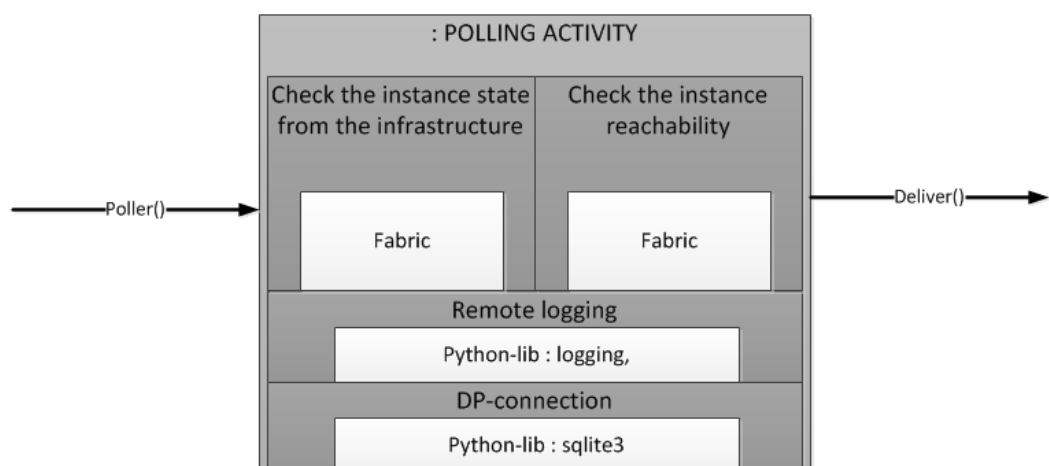 : POLLING ACTIVITY
Check the instance state
from the infrastructure
Check the instance
reachability
Poller()
Deliver()
Fabric
Fabric
Remote logging
Python-lib : logging,
DP-connection
Python-lib : sqlite3